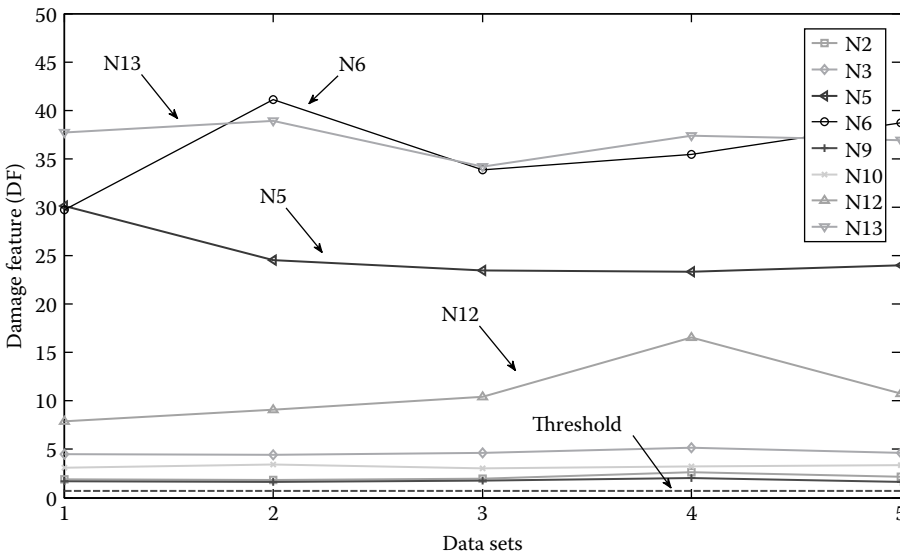 50
45
40
35
30
25
20
15
10
5
0
Damage feature (DF)
N13
N6
N5
N12
Threshold
N2
N3
N5
N6
N9
N10
N12
N13
1 2 3 4 5
Data sets